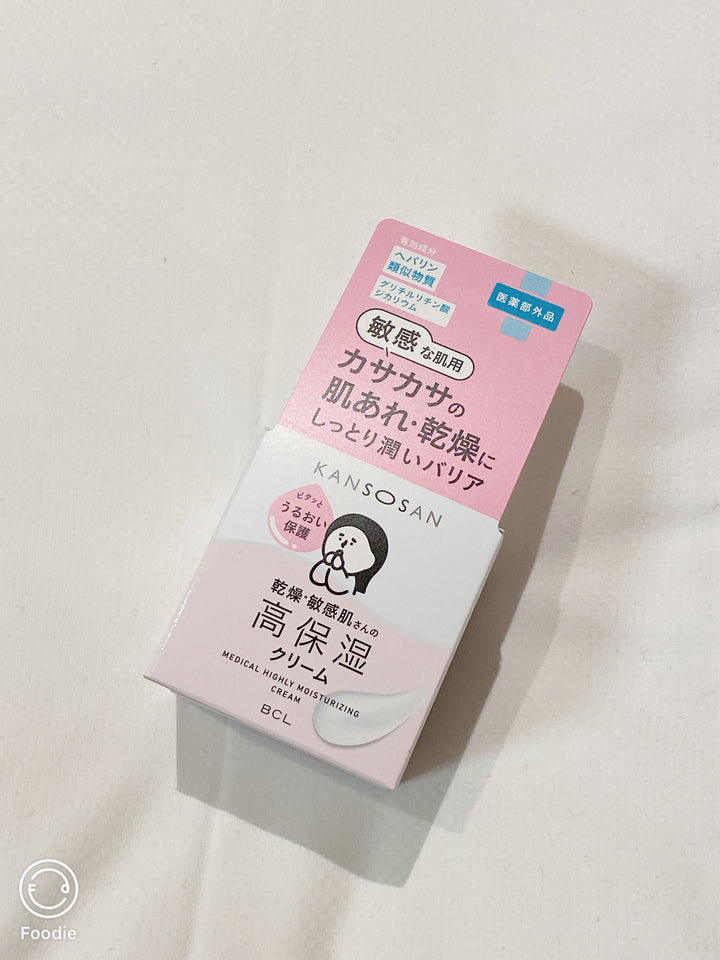 有効成分
ヘパリン
類似物質
グリチルリチン酸
ジカリウム
医薬部外品
敏感な肌用
カサカサの
肌あれ・乾燥に
しっとり潤いバリア
KANSOSAN
ピタッと
うるおい
保護
乾燥・敏感肌さんの
高保湿
クリーム
MEDICAL HIGHLY MOISTURIZING
CREAM
BCL
Foodie